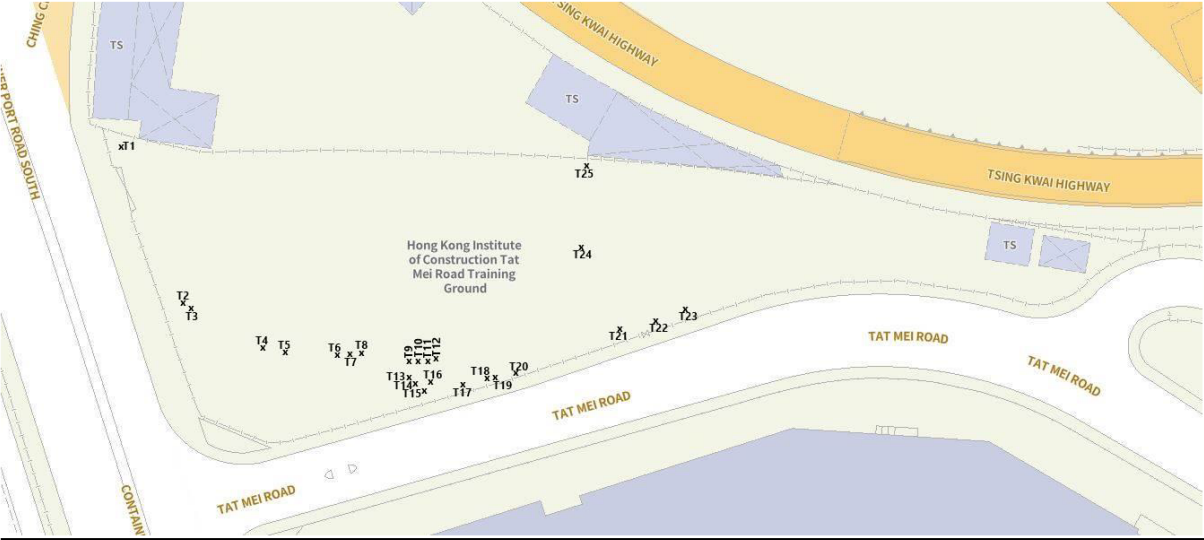 CHING C
TS
SING KWAI HIGHWAY
TS
NER PORT ROAD SOUTH
xT1
TSING KWAI HIGHWAY
T25
Hong Kong Institute
of Construction Tat
Mei Road Training
Ground
T24
TS
T2
T3
T23
T22
T21
TAT MEI ROAD
T4
T5
T6
T7
T8
T9
T10
T11
T12
T13
T14
T15
T16
T17
T18
T19
T20
TAT MEI ROAD
TAT MEI ROAD
TAT MEI ROAD
CONTAIN